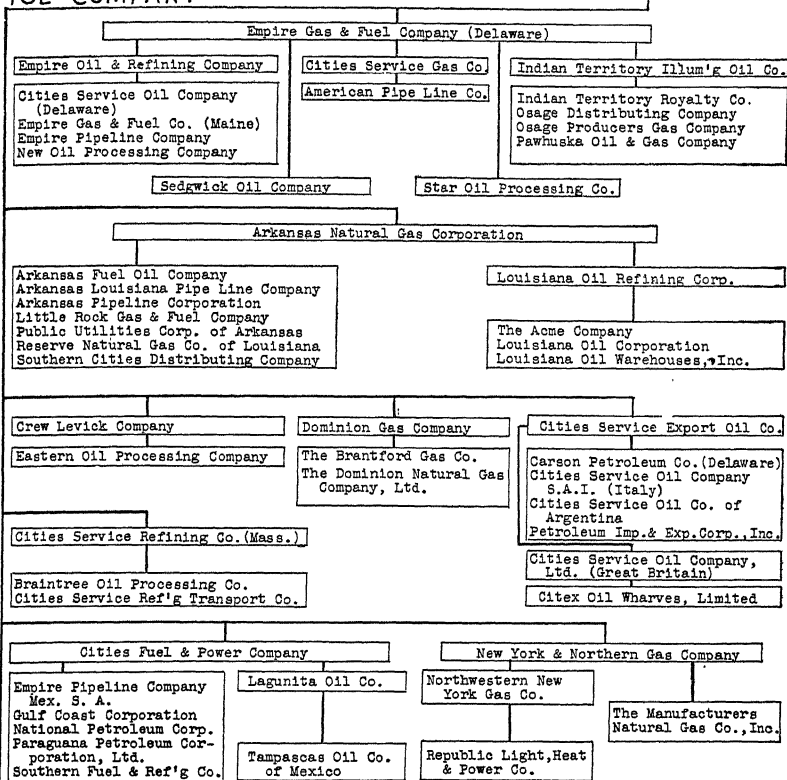 ICE COMPANY
Empire Gas & Fuel Company (Delaware)
Empire Oil & Refining Company
Cities Service Oil Company
(Delaware)
Empire Gas & Fuel Co. (Maine)
Empire Pipeline Company
New Oil Processing Company
Cities Service Gas Co.
American Pipe Line Co.
Indian Territory Illum'g Oil Co.
Indian Territory Royalty Co.
Osage Distributing Company
Osage Producers Gas Company
Pawhuska Oil & Gas Company
Sedgwick Oil Company
Star Oil Processing Co.
Arkansas Natural Gas Corporation
Arkansas Fuel Oil Company
Arkansas Louisiana Pipe Line Company
Arkansas Pipeline Corporation
Little Rock Gas & Fuel Company
Public Utilities Corp. of Arkansas
Reserve Natural Gas Co. of Louisiana
Southern Cities Distributing Company
Louisiana Oil Refining Corp.
The Acme Company
Louisiana Oil Corporation
Louisiana Oil Warehouses, Inc.
Crew Levick Company
Eastern Oil Processing Company
Dominion Gas Company
The Brantford Gas Co.
The Dominion Natural Gas
Company, Ltd.
Cities Service Export Oil Co.
Carson Petroleum Co.(Delaware)
Cities Service Oil Company
S.A.I. (Italy)
Cities Service Oil Co. of
Argentina
Petroleum Imp.& Exp.Corp.,Inc.
Cities Service Oil Company,
Ltd. (Great Britain)
Citex Oil Wharves, Limited
Cities Service Refining Co.(Mass.)
Braintree Oil Processing Co.
Cities Service Ref'g Transport Co.
Cities Fuel & Power Company
Empire Pipeline Company
Mex. S. A.
Gulf Coast Corporation
National Petroleum Corp.
Paraguana Petroleum Cor-
poration, Ltd.
Southern Fuel & Ref'g Co.
Lagunita Oil Co.
Tampascas Oil Co.
of Mexico
New York & Northern Gas Company
Northwestern New
York Gas Co.
Republic Light,Heat
& Power Co.
The Manufacturers
Natural Gas Co.,Inc.